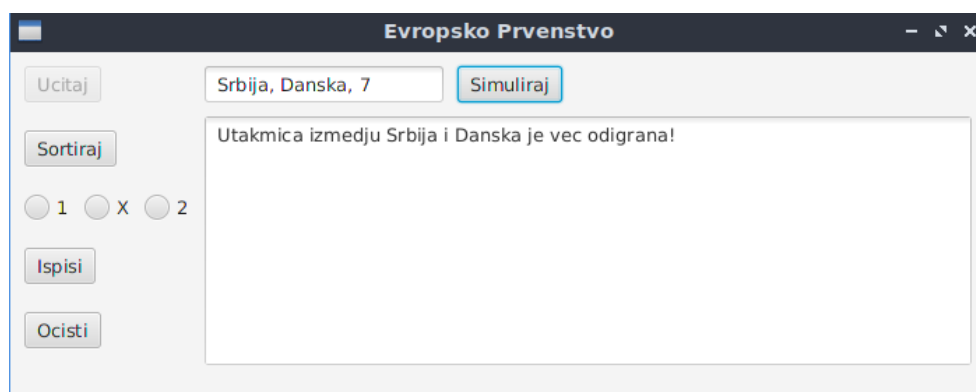 Evropsko Prvenstvo
Ucitaj
Srbija, Danska, 7
Simuliraj
Utakmica izmedju Srbija i Danska je vec odigrana!
Sortiraj
1 X 2
Ispisi
Ocisti